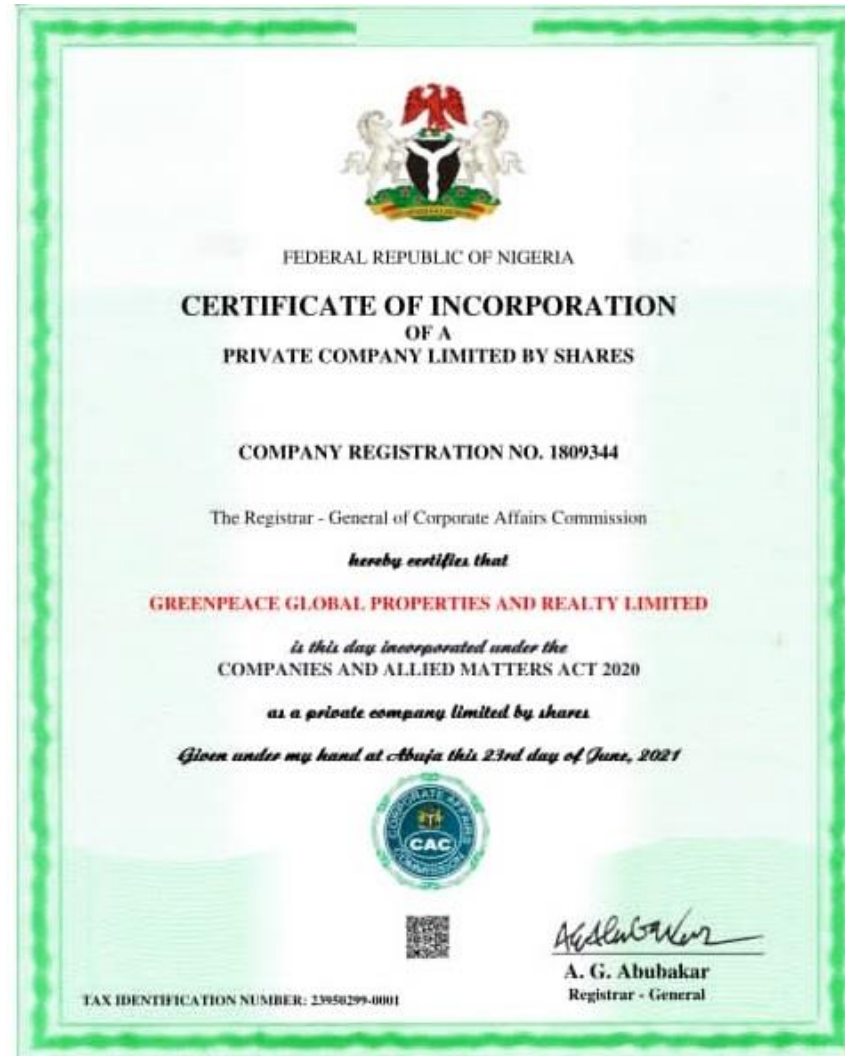 FEDERAL REPUBLIC OF NIGERIA
CERTIFICATE OF INCORPORATION
OF A
PRIVATE COMPANY LIMITED BY SHARES
COMPANY REGISTRATION NO. 1809344
The Registrar - General of Corporate Affairs Commission
hereby certifies that
GREENPEACE GLOBAL PROPERTIES AND REALTY LIMITED
is this day incorporated under the
COMPANIES AND ALLIED MATTERS ACT 2020
as a private company limited by shares
Given under my hand at Abuja this 23rd day of June, 2021
CORPORATE AFFAIRS
CAC
COMMISSION
A. G. Abubakar
Registrar - General
TAX IDENTIFICATION NUMBER: 23950299-0001